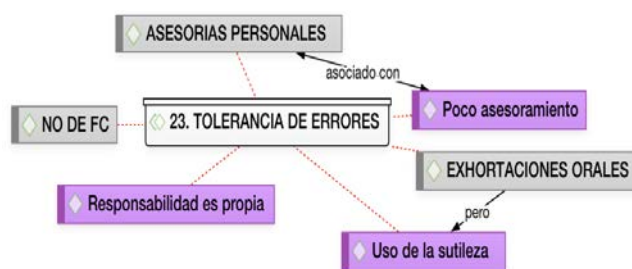 ASESORIAS PERSONALES
asociado con
Poco asesoramiento
NO DE FC
23. TOLERANCIA DE ERRORES
EXHORTACIONES ORALES
Responsabilidad es propia
pero
Uso de la sutileza